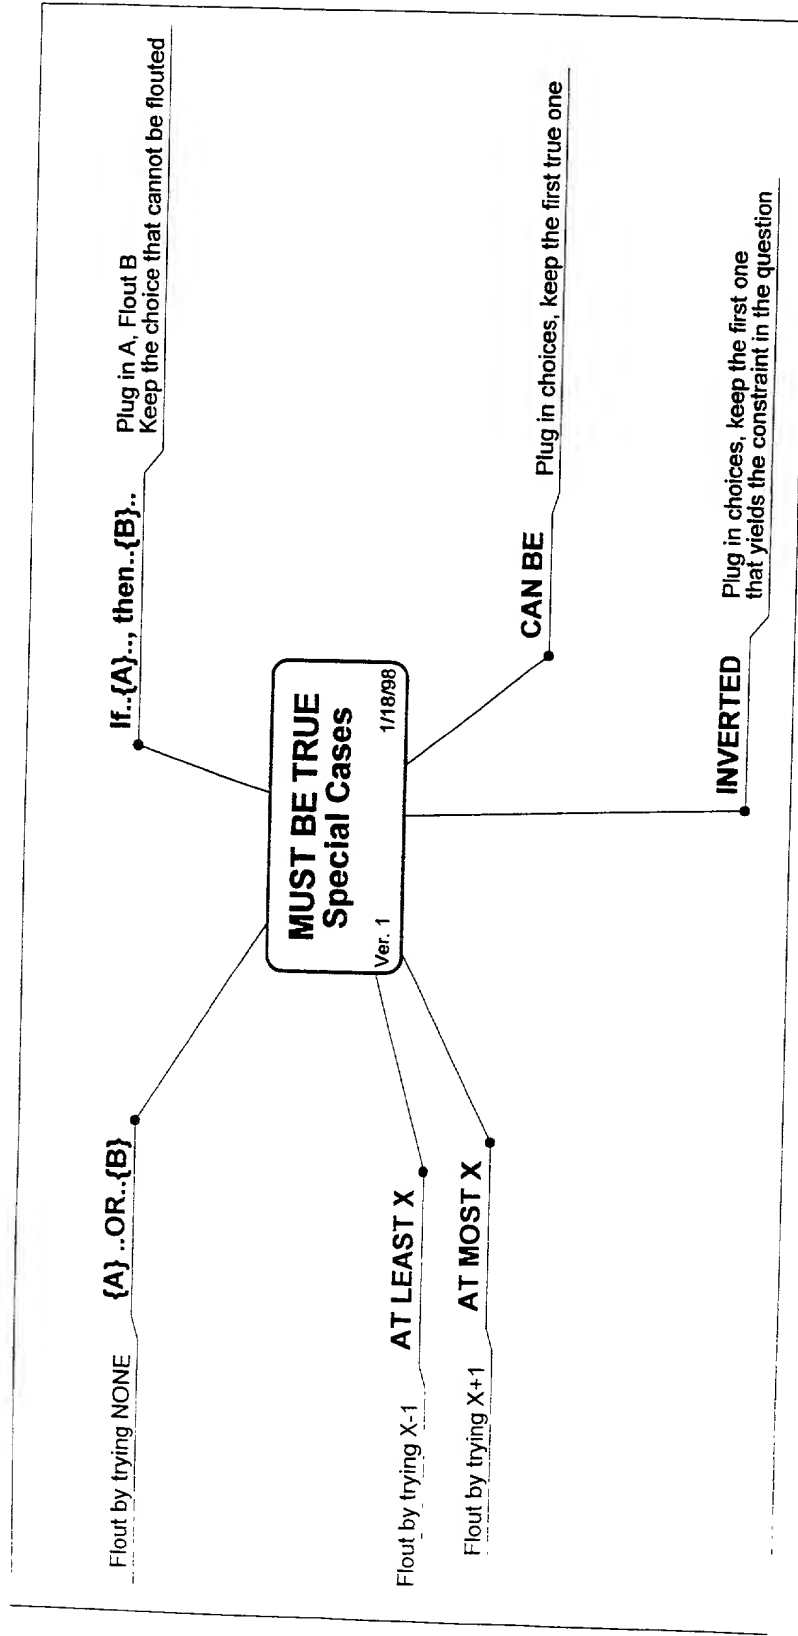 MUST BE TRUE
Special Cases
Ver. 1 1/18/98
If..{A}.., then..{B}..
Plug in A, Flout B
Keep the choice that cannot be flouted
CAN BE
Plug in choices, keep the first true one
INVERTED
Plug in choices, keep the first one
that yields the constraint in the question
{A} ..OR..{B}
Flout by trying NONE
AT LEAST X
Flout by trying X-1
AT MOST X
Flout by trying X+1